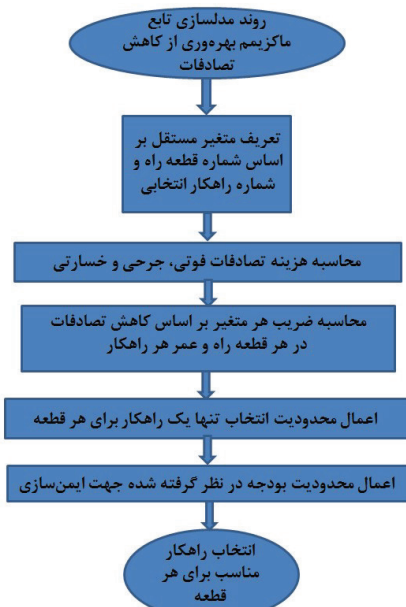 روند مدلسازی تابع
ماکزیمم بهره‌وری از کاهش
تصادفات
تعریف متغیر مستقل بر
اساس شماره قطعه راه و
شماره راهکار انتخابی
محاسبه هزینه تصادفات فوتی، جرحی و خسارتی
محاسبه ضریب هر متغیر بر اساس کاهش تصادفات
در هر قطعه راه و عمر هر راهکار
اعمال محدودیت انتخاب تنها یک راهکار برای هر قطعه
اعمال محدودیت بودجه در نظر گرفته شده جهت ایمن‌سازی
انتخاب راهکار
مناسب برای هر
قطعه